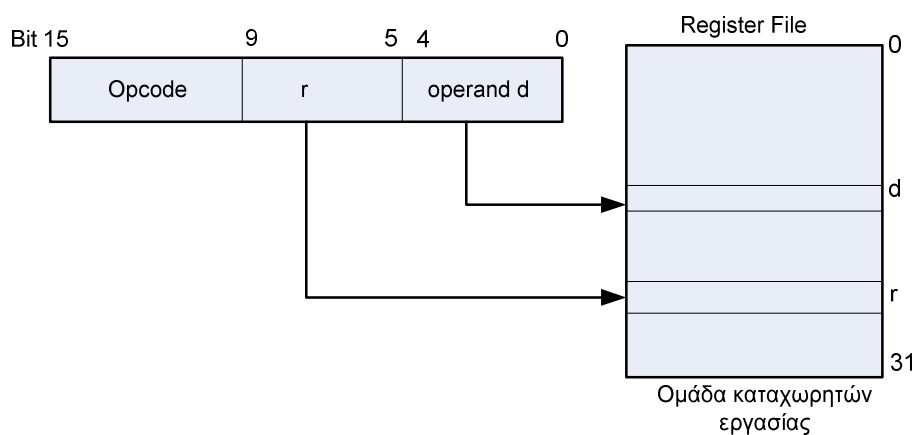 Register File
Bit 15 9 5 4 0
0
Opcode r operand d
d
r
31
Ομάδα καταχωρητών
εργασίας